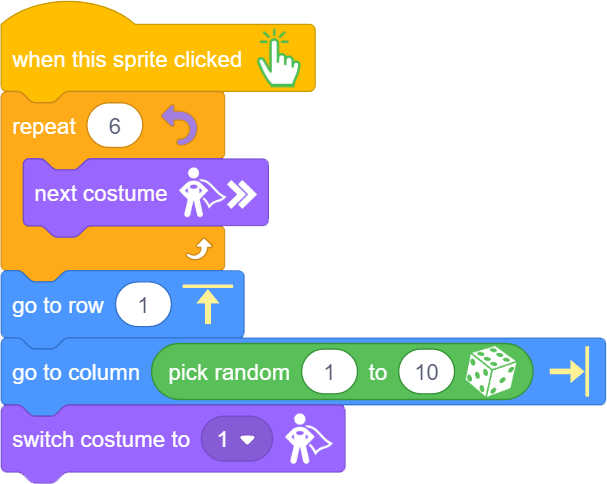 when this sprite clicked
repeat 6
next costume
go to row 1
go to column pick random 1 to 10
switch costume to 1